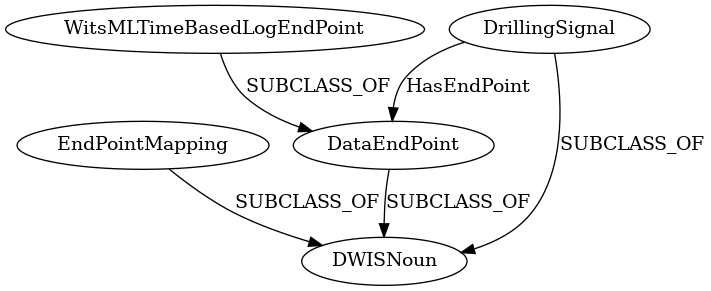 WitsMLTimeBasedLogEndPoint
DrillingSignal
SUBCLASS_OF
HasEndPoint
EndPointMapping
DataEndPoint
SUBCLASS_OF
SUBCLASS_OF
SUBCLASS_OF
DWISNoun